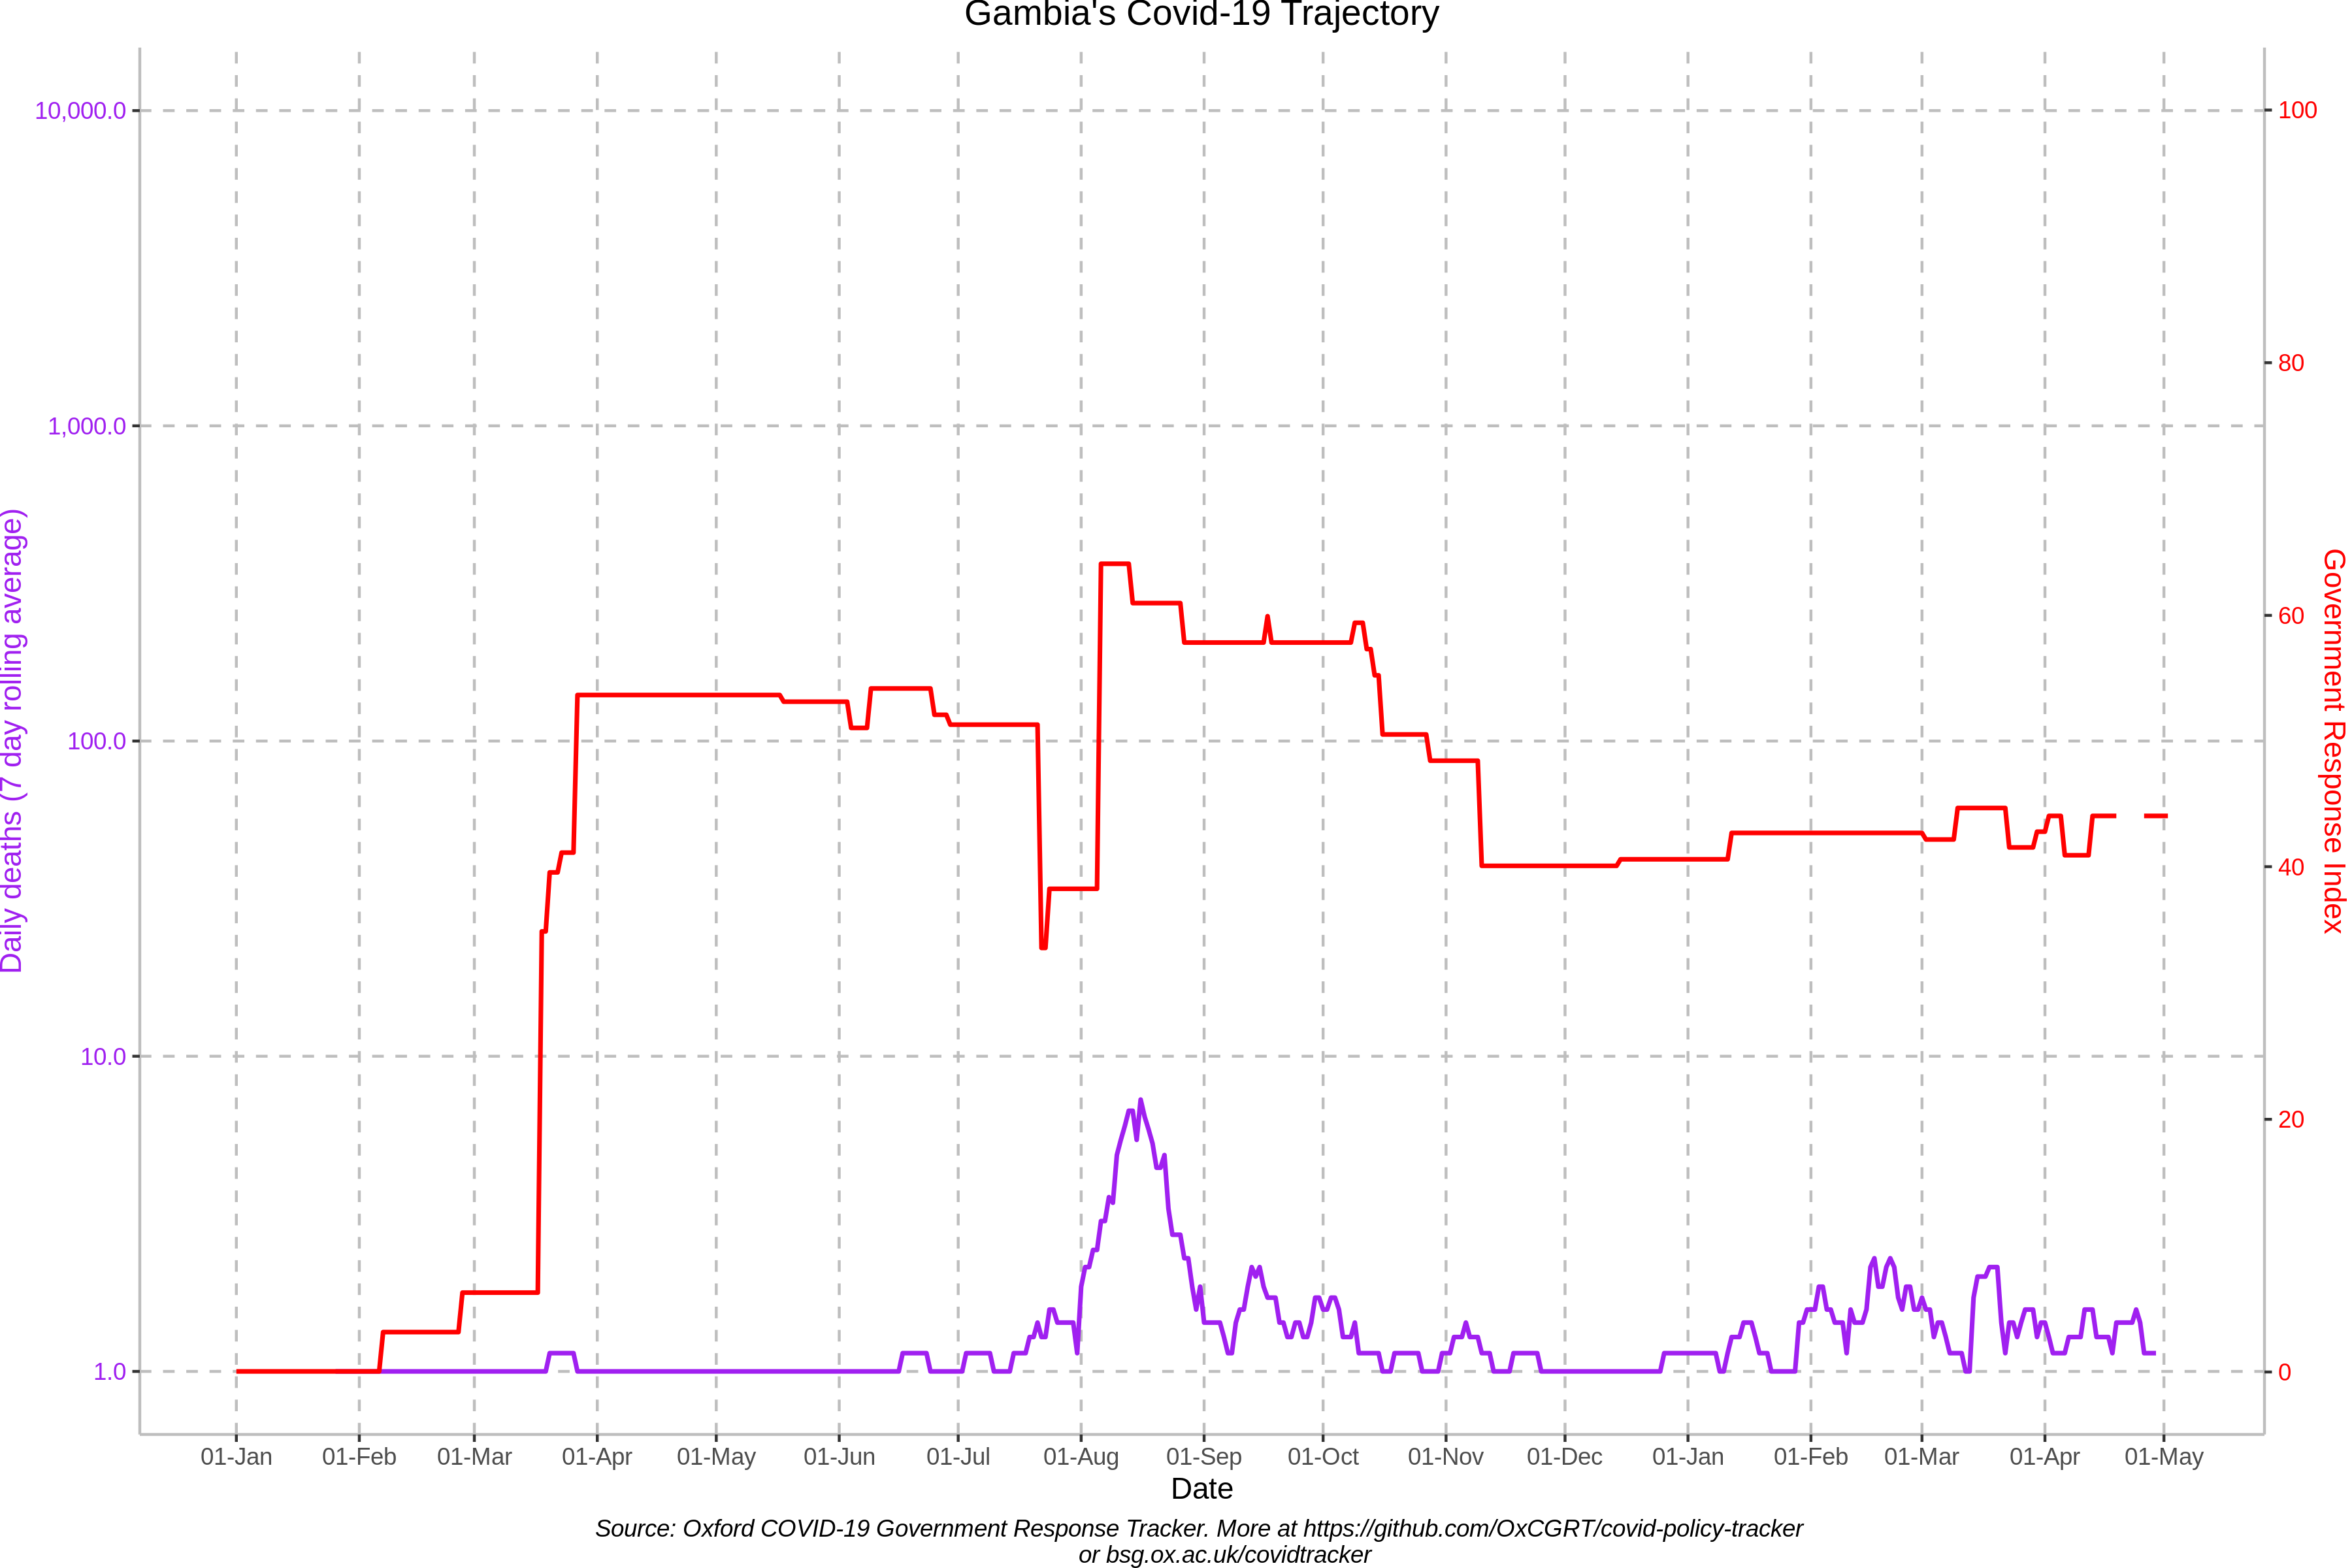 Gambia's Covid-19 Trajectory
10,000.0
1,000.0
100.0
10.0
1.0
Daily deaths (7 day rolling average)
100
80
60
40
20
0
Government Response Index
01-Jan 01-Feb 01-Mar 01-Apr 01-May 01-Jun 01-Jul 01-Aug 01-Sep 01-Oct 01-Nov 01-Dec 01-Jan 01-Feb 01-Mar 01-Apr 01-May
Date
Source: Oxford COVID-19 Government Response Tracker. More at https://github.com/OxCGRT/covid-policy-tracker
or bsg.ox.ac.uk/covidtracker